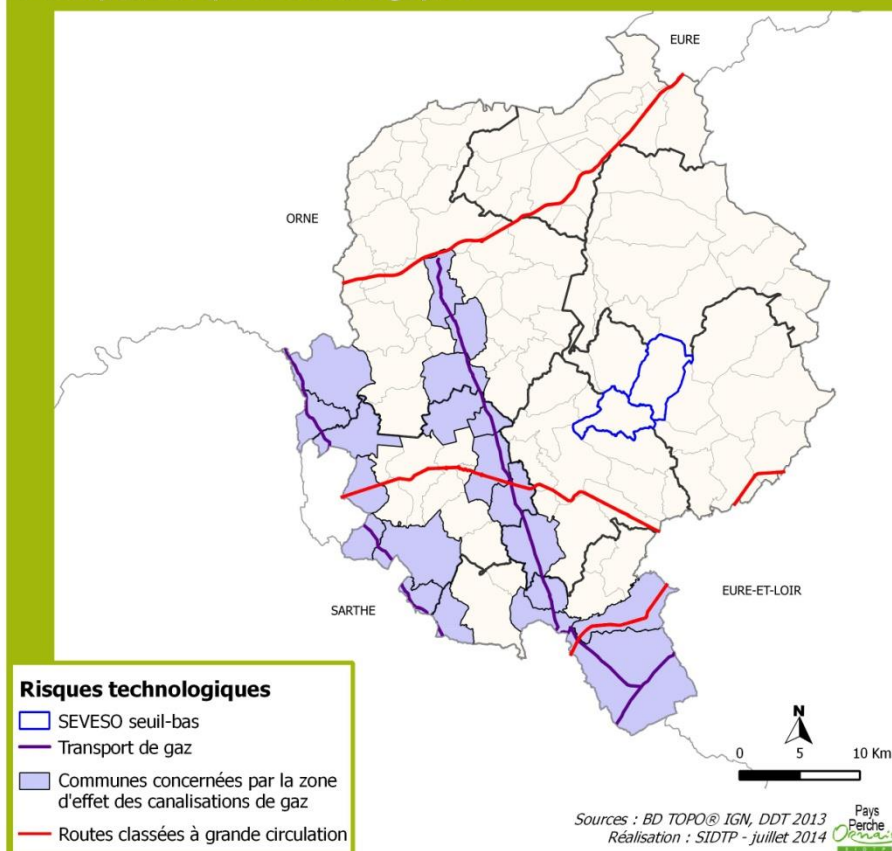 EURE
ORNE
SARTHE
EURE-ET-LOIR
Risques technologiques
SEVESO seuil-bas
Transport de gaz
Communes concernées par la zone
d'effet des canalisations de gaz
Routes classées à grande circulation
N
0 5 10 Km
Sources : BD TOPO® IGN, DDT 2013
Réalisation : SIDTP - juillet 2014
Pays
Perche
Ornais
SIDTP